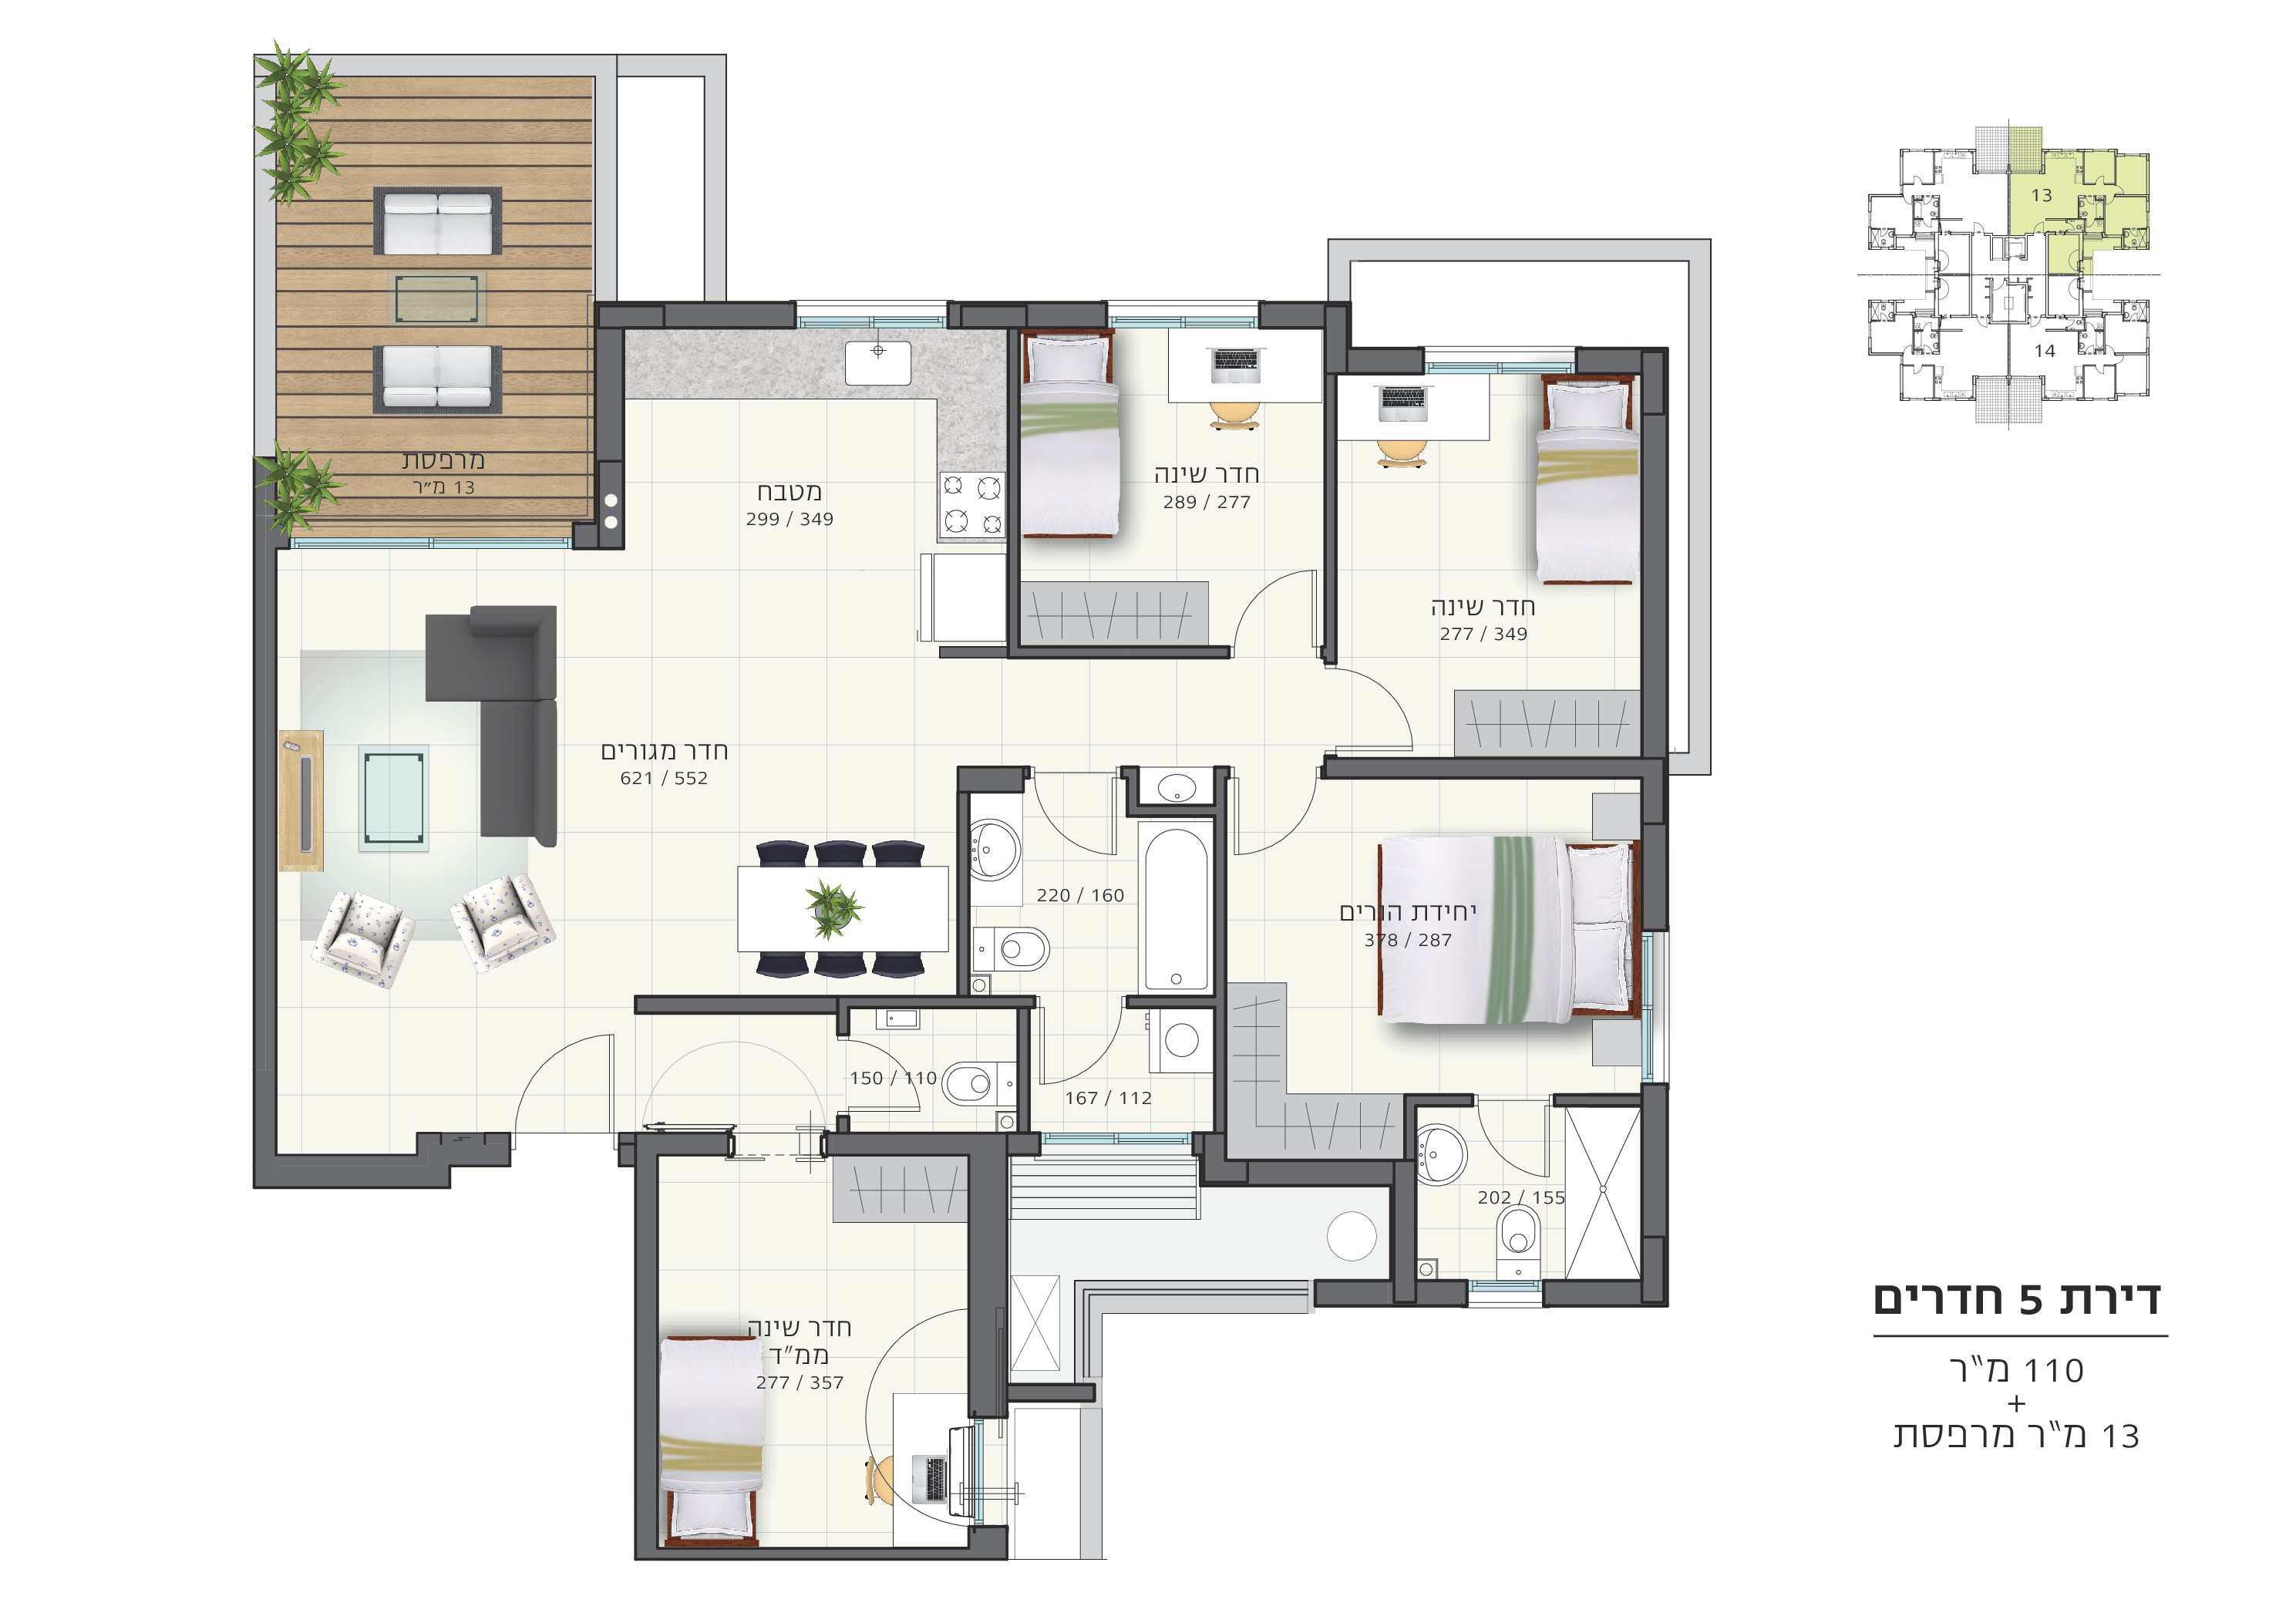 מרפסת
13 מ״ר
מטבח
299 / 349
חדר שינה
289 / 277
חדר שינה
277 / 349
חדר מגורים
621 / 552
220 / 160
יחידת הורים
378 / 287
150 / 110
167 / 112
202 / 155
חדר שינה
ממ״ד
277 / 357
13
14
דירת 5 חדרים
110 מ״ר
+
13 מ״ר מרפסת